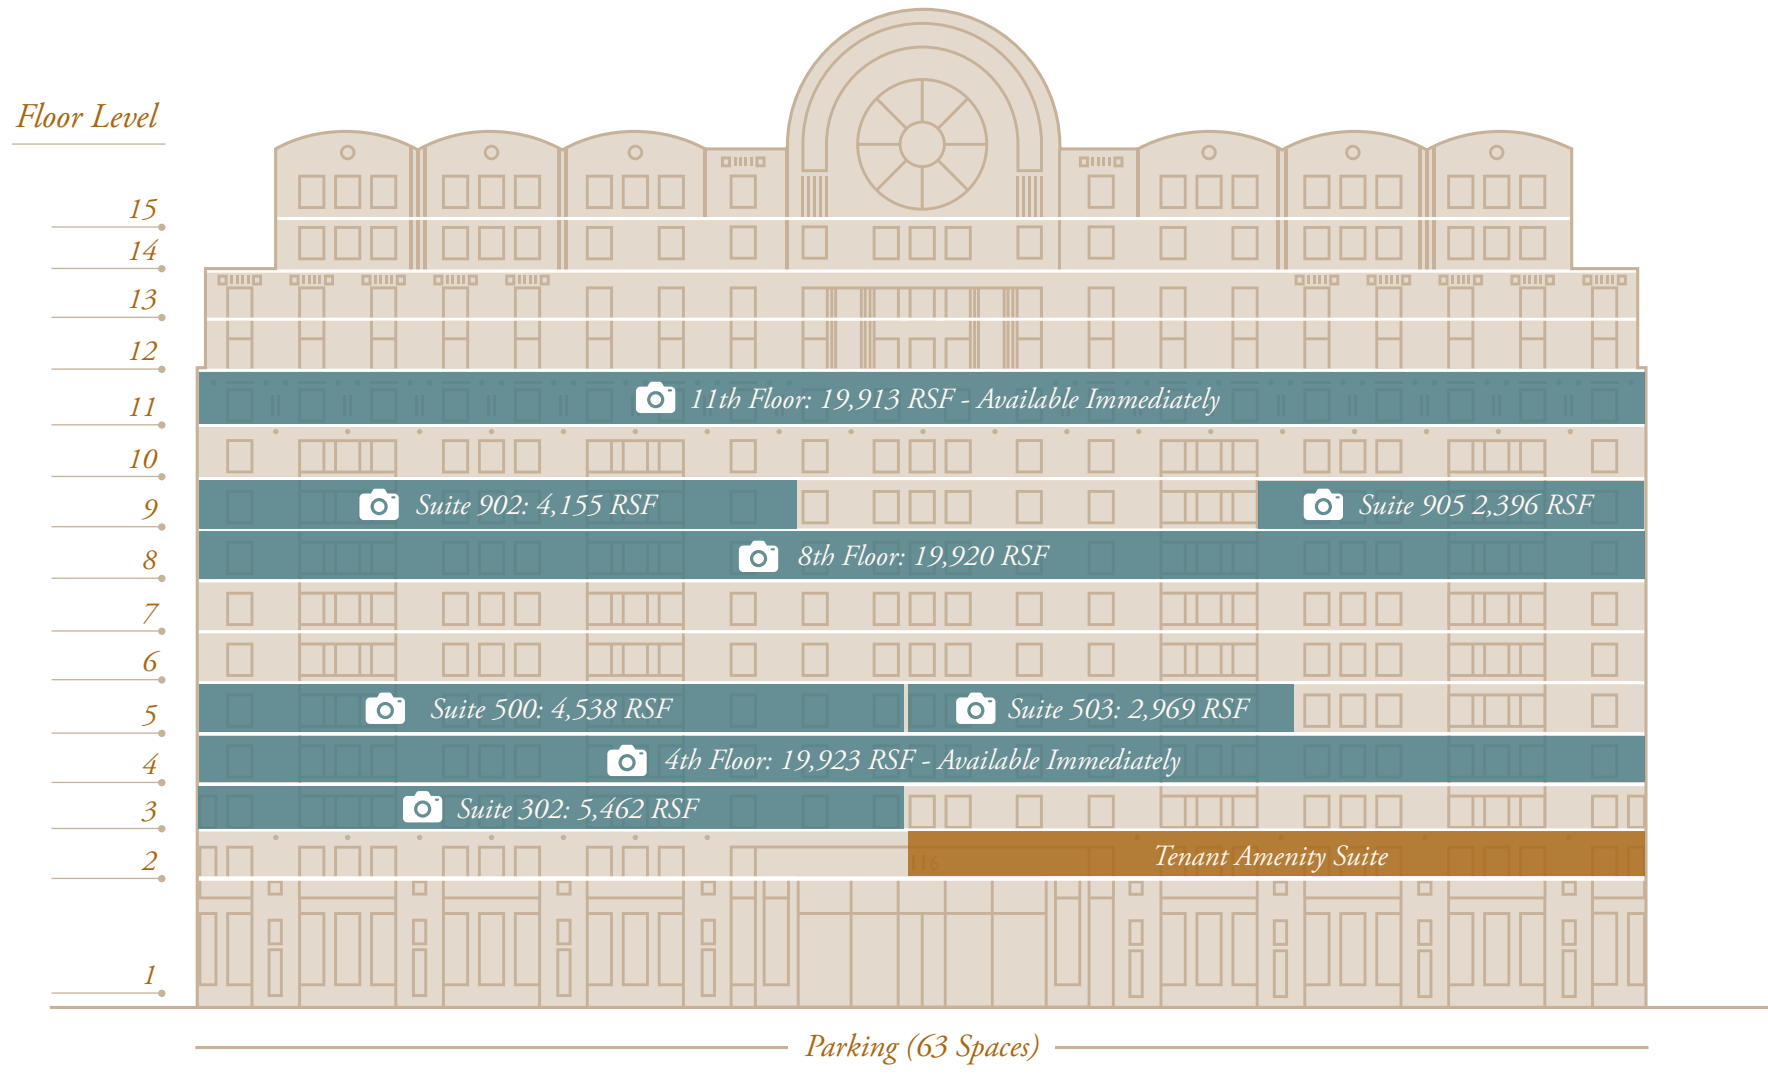 Floor Level
15
14
13
12
11
11th Floor: 19,913 RSF - Available Immediately
10
9
Suite 902: 4,155 RSF
Suite 905 2,396 RSF
8
8th Floor: 19,920 RSF
7
6
5
Suite 500: 4,538 RSF
Suite 503: 2,969 RSF
4
4th Floor: 19,923 RSF - Available Immediately
3
Suite 302: 5,462 RSF
2
116
Tenant Amenity Suite
1
Parking (63 Spaces)